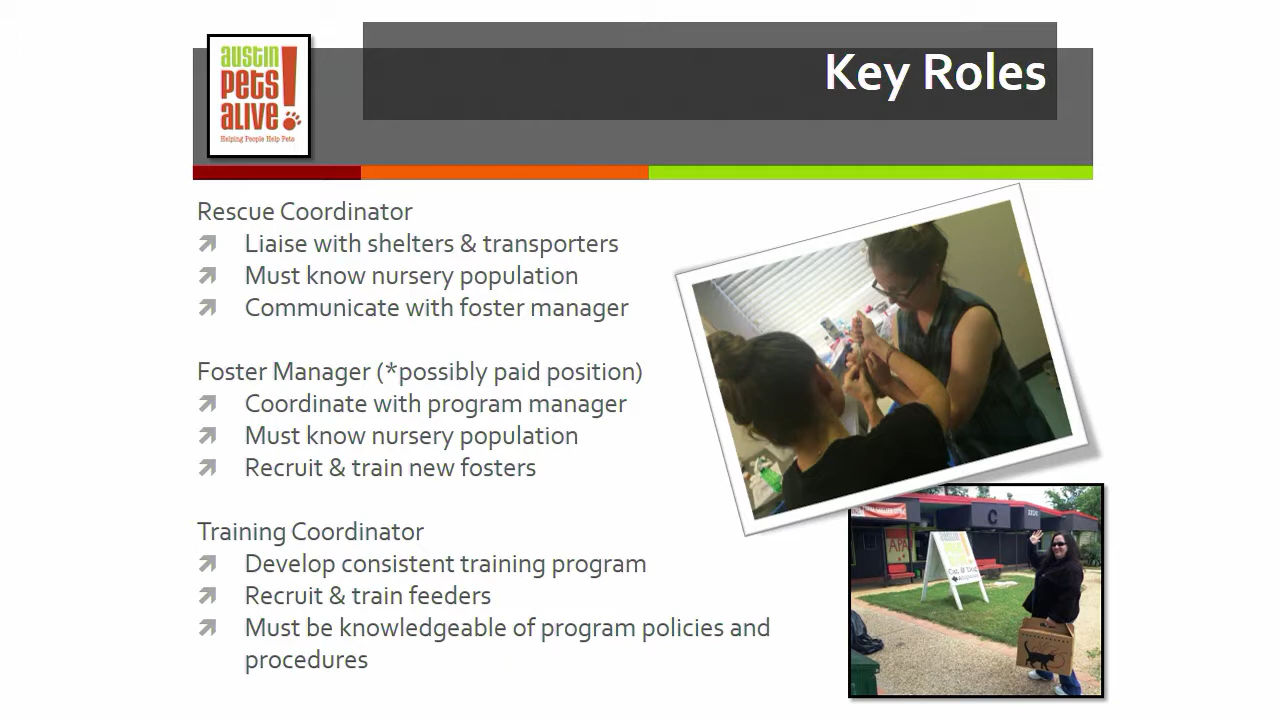 austin
pets
alive!
Helping People Help Pets
Key Roles
Rescue Coordinator
Liaise with shelters & transporters
Must know nursery population
Communicate with foster manager
Foster Manager (*possibly paid position)
Coordinate with program manager
Must know nursery population
Recruit & train new fosters
Training Coordinator
Develop consistent training program
Recruit & train feeders
Must be knowledgeable of program policies and
procedures
C
APA
austin